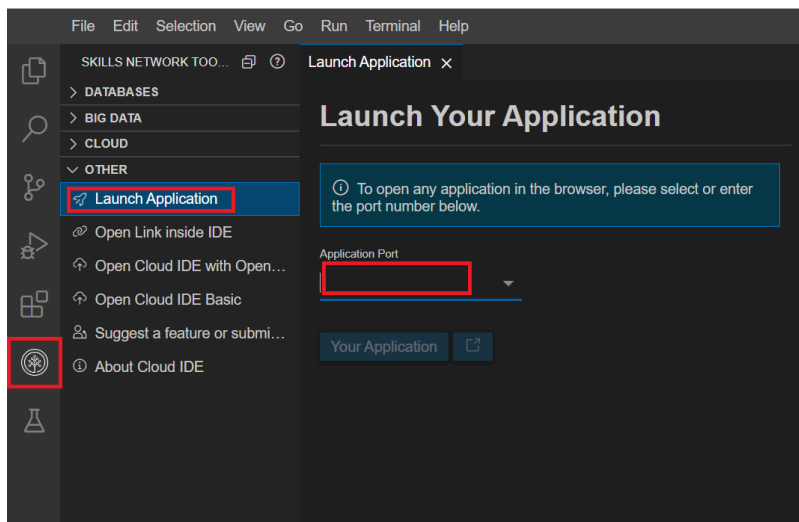 File Edit Selection View Go Run Terminal Help
SKILLS NETWORK TOO...
DATABASES
BIG DATA
CLOUD
OTHER
Launch Application
Open Link inside IDE
Open Cloud IDE with Open...
Open Cloud IDE Basic
Suggest a feature or submi...
About Cloud IDE
Launch Application
Launch Your Application
To open any application in the browser, please select or enter
the port number below.
Application Port
Your Application